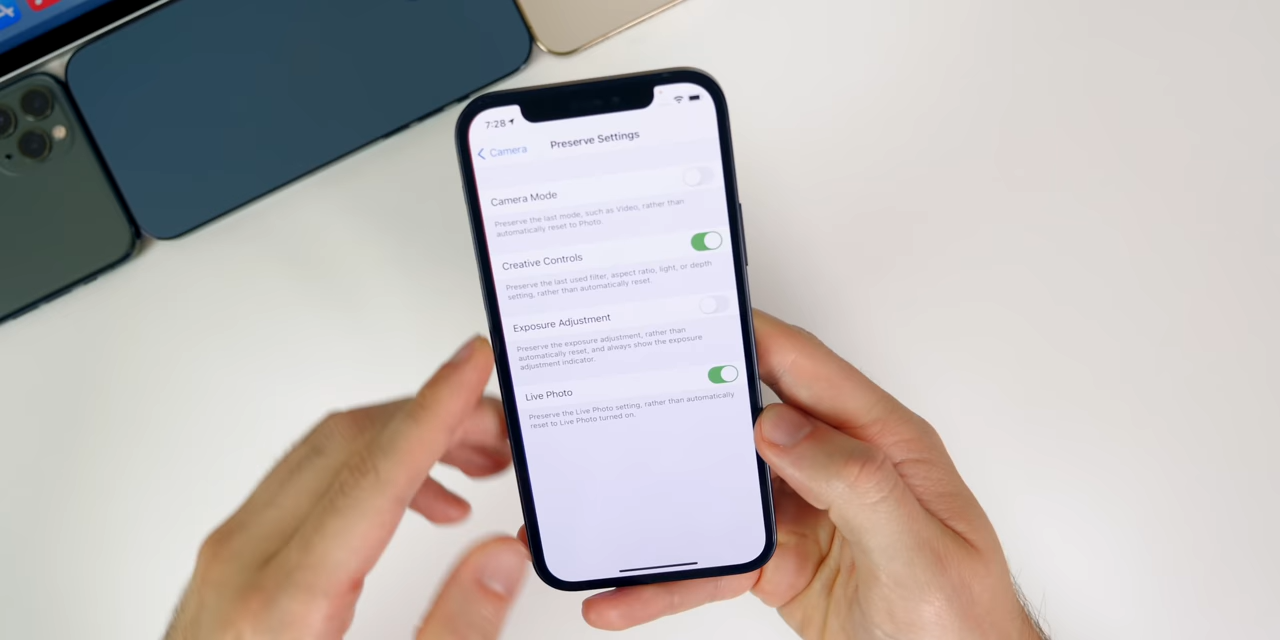 7:28
Camera
Preserve Settings
Camera Mode
Preserve the last mode, such as Video, rather than
automatically reset to Photo.
Creative Controls
Preserve the last used filter, aspect ratio, light, or depth
setting, rather than automatically reset.
Exposure Adjustment
Preserve the exposure adjustment, rather than
automatically reset, and always show the exposure
adjustment indicator.
Live Photo
Preserve the Live Photo setting, rather than automatically
reset to Live Photo turned on.